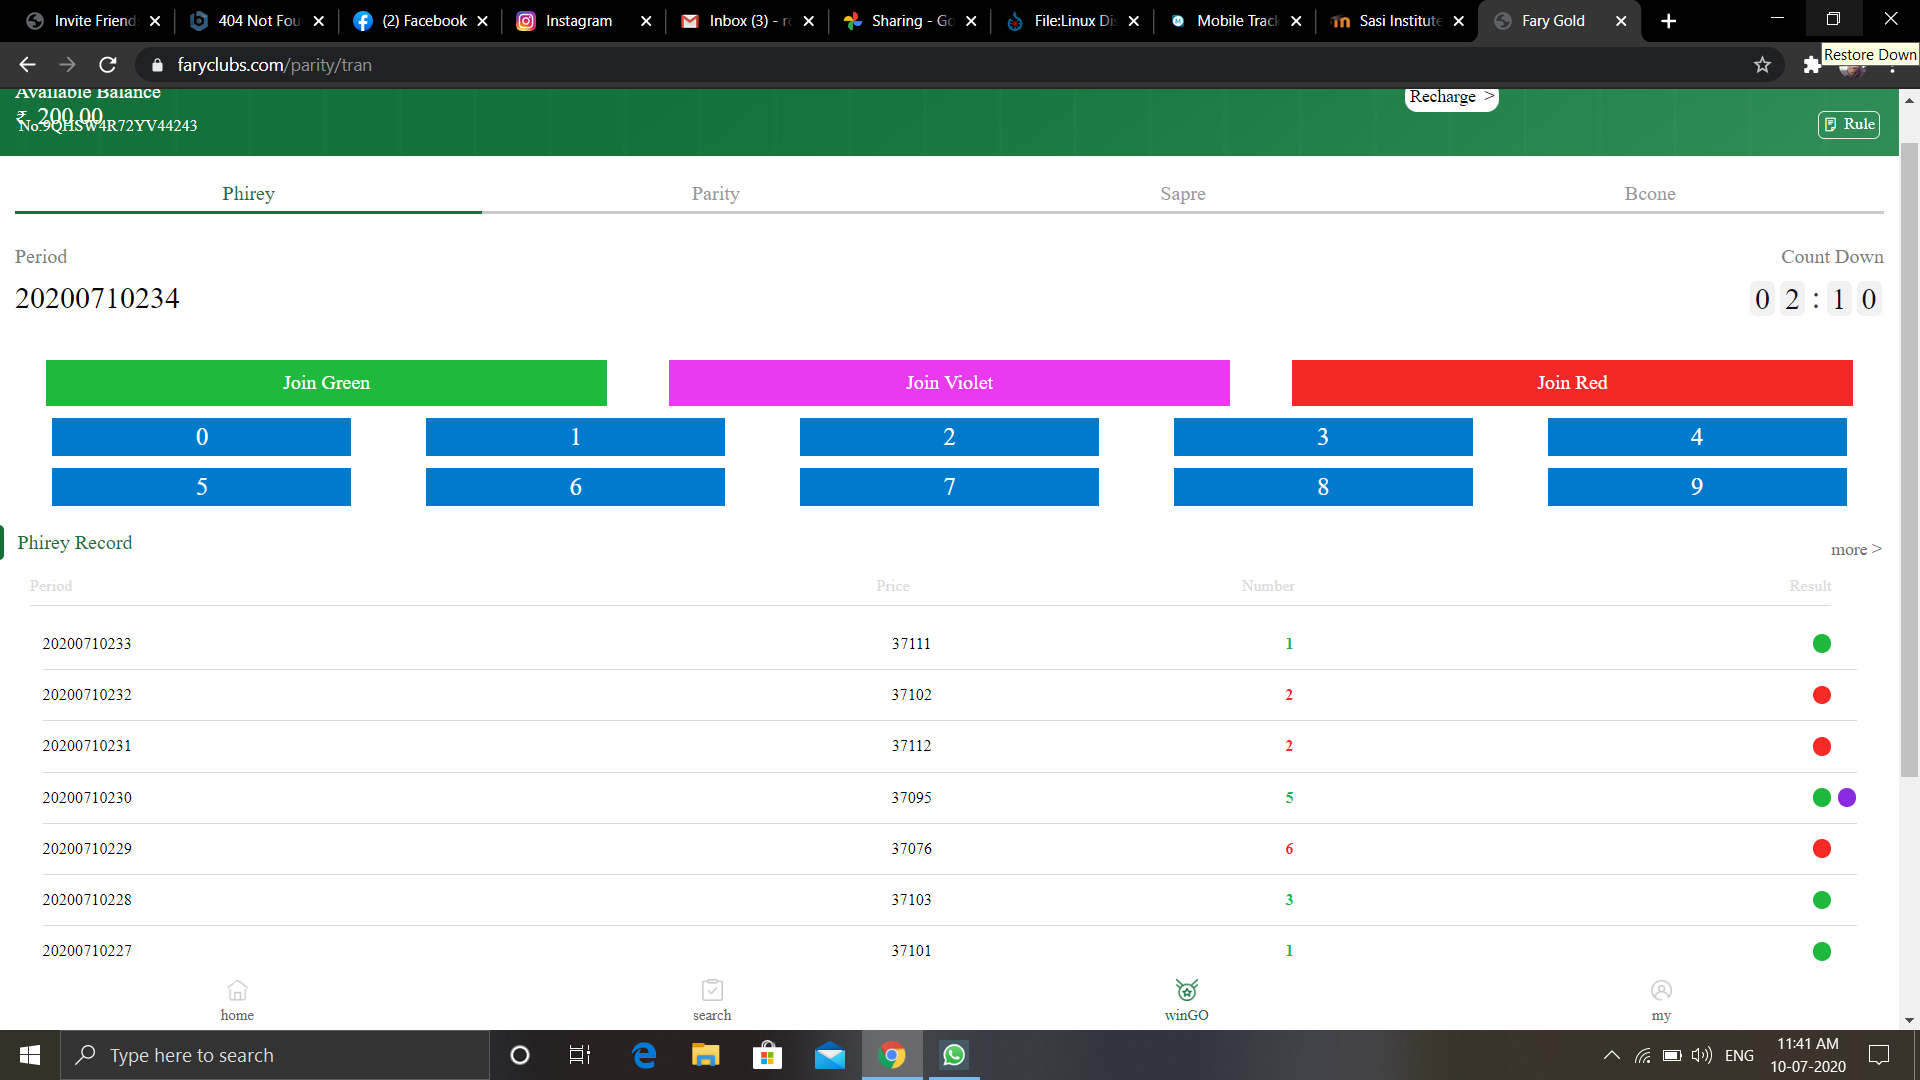 Invite Friend
404 Not Fou
(2) Facebook
Instagram
Inbox (3) - ro
Sharing - Go
File:Linux Dis
Mobile Track
Sasi Institute
Fary Gold
Restore Down
faryclubs.com/parity/tran
Available Balance
₹ 200.00
No:9QHSW4R72YV44243
Recharge >
Rule
Phirey Parity Sapre Bcone
Period Count Down
20200710234 02:10
Join Green Join Violet Join Red
0 1 2 3 4
5 6 7 8 9
Phirey Record more >
Period Price Number Result
20200710233 37111 1
20200710232 37102 2
20200710231 37112 2
20200710230 37095 5
20200710229 37076 6
20200710228 37103 3
20200710227 37101 1
home search winGO my
Type here to search
ENG
11:41 AM
10-07-2020